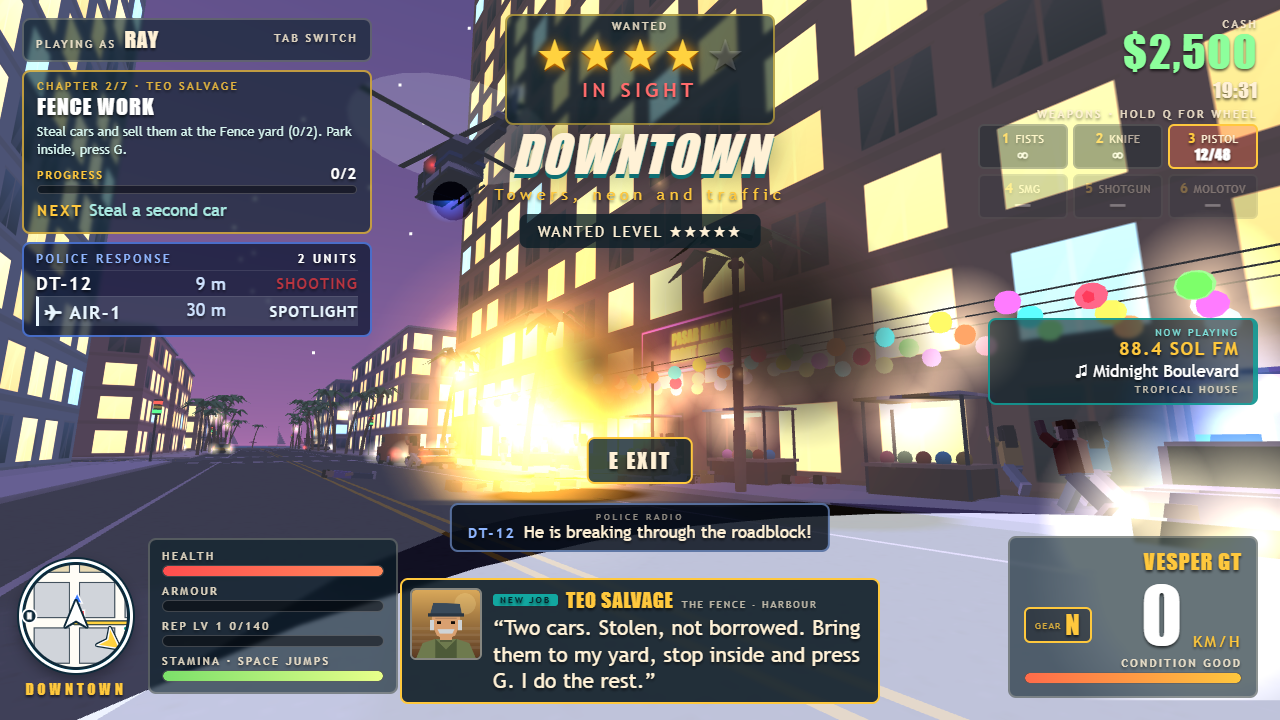 PLAYING AS RAY
TAB SWITCH
CHAPTER 2/7 · TEO SALVAGE
FENCE WORK
Steal cars and sell them at the Fence yard (0/2). Park
inside, press G.
PROGRESS 0/2
NEXT Steal a second car
POLICE RESPONSE 2 UNITS
DT-12 9 m SHOOTING
AIR-1 30 m SPOTLIGHT
WANTED
IN SIGHT
DOWNTOWN
Towers, neon and traffic
WANTED LEVEL ★★★★★
CASH
$2,500
19:31
WEAPONS · HOLD Q FOR WHEEL
1 FISTS
∞
2 KNIFE
∞
3 PISTOL
12/48
4 SMG
—
5 SHOTGUN
—
6 MOLOTOV
—
NOW PLAYING
88.4 SOL FM
♫ Midnight Boulevard
TROPICAL HOUSE
E EXIT
POLICE RADIO
DT-12 He is breaking through the roadblock!
HEALTH
ARMOUR
REP LV 1 0/140
STAMINA · SPACE JUMPS
DOWNTOWN
NEW JOB TEO SALVAGE THE FENCE · HARBOUR
“Two cars. Stolen, not borrowed. Bring
them to my yard, stop inside and press
G. I do the rest.”
VESPER GT
GEAR N
0 KM/H
CONDITION GOOD